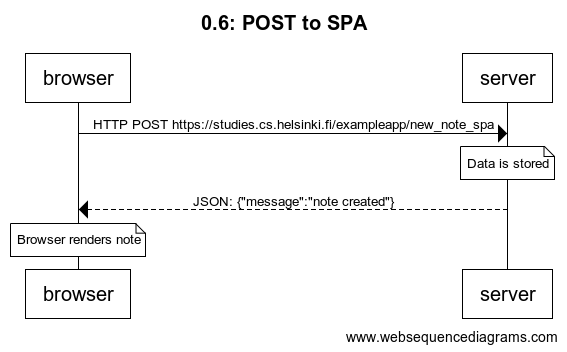 0.6: POST to SPA
browser server
HTTP POST https://studies.cs.helsinki.fi/exampleapp/new_note_spa
Data is stored
JSON: {"message":"note created"}
Browser renders note
browser server
www.websequencediagrams.com